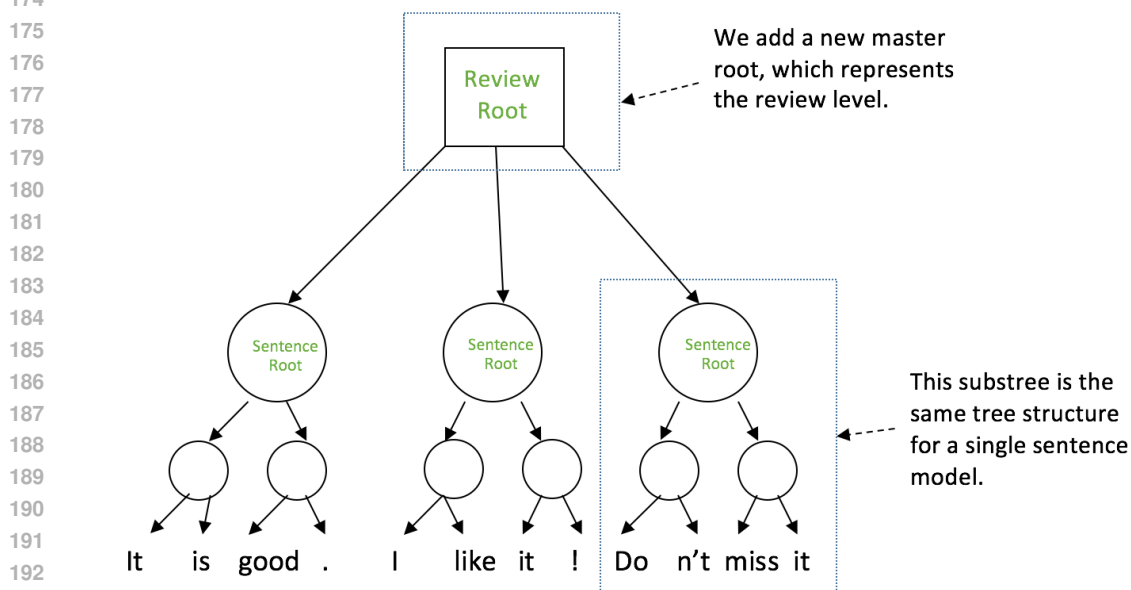 174
175
176
177
178
179
180
181
182
183
184
185
186
187
188
189
190
191
192
We add a new master
root, which represents
the review level.
Review
Root
Sentence
Root
Sentence
Root
Sentence
Root
This substree is the
same tree structure
for a single sentence
model.
It is good . I like it ! Do n't miss it